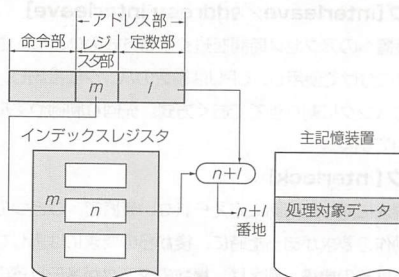 アドレス部
命令部
レジスタ部
定数部
m
l
インデックスレジスタ
主記憶装置
n+l
m
n
n+l
番地
処理対象データ